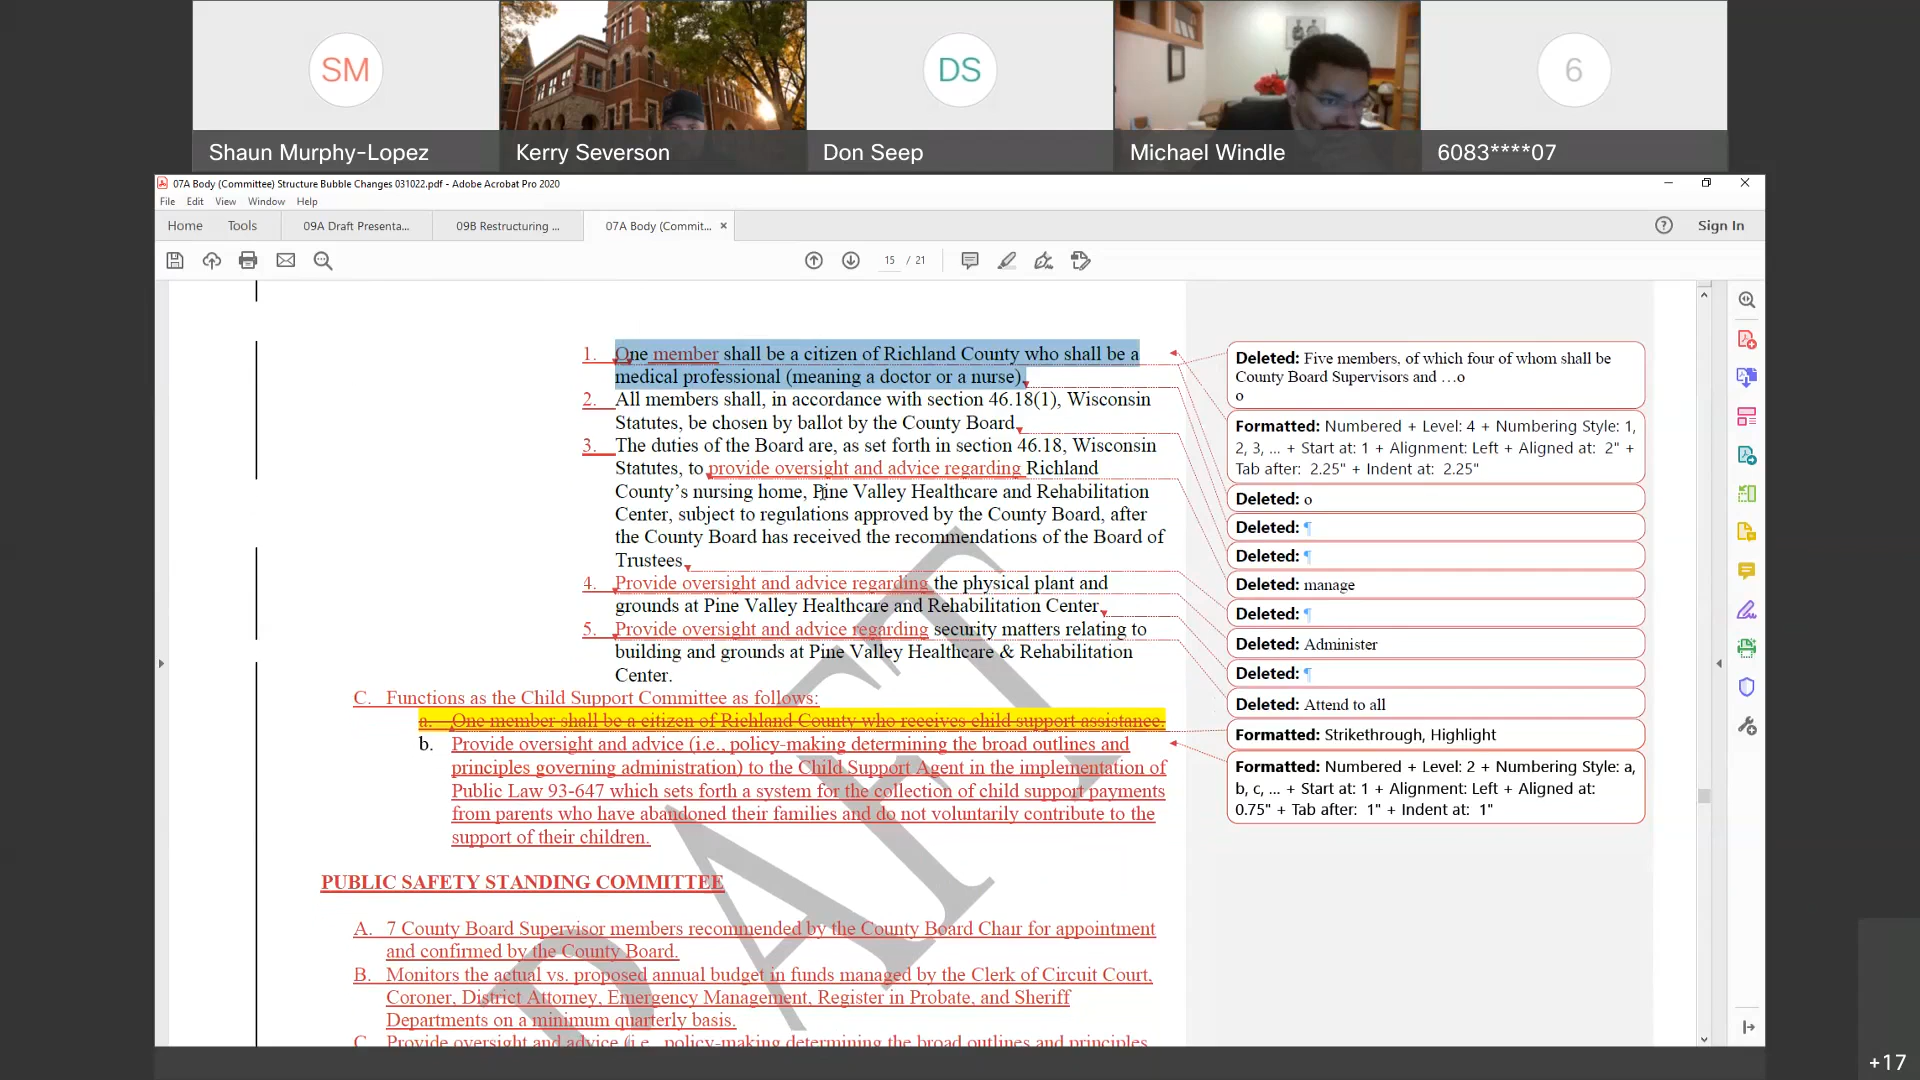 SM
DS
6
Shaun Murphy-Lopez
Kerry Severson
Don Seep
Michael Windle
6083****07
07A Body (Committee) Structure Bubble Changes 031022.pdf - Adobe Acrobat Pro 2020
File Edit View Window Help
Home Tools 09A Draft Presenta... 09B Restructuring ... 07A Body (Commit... × Sign In
15 / 21
1. One member shall be a citizen of Richland County who shall be a
medical professional (meaning a doctor or a nurse)
2. All members shall, in accordance with section 46.18(1), Wisconsin
Statutes, be chosen by ballot by the County Board
3. The duties of the Board are, as set forth in section 46.18, Wisconsin
Statutes, to provide oversight and advice regarding Richland
County’s nursing home, Pine Valley Healthcare and Rehabilitation
Center, subject to regulations approved by the County Board, after
the County Board has received the recommendations of the Board of
Trustees
4. Provide oversight and advice regarding the physical plant and
grounds at Pine Valley Healthcare and Rehabilitation Center
5. Provide oversight and advice regarding security matters relating to
building and grounds at Pine Valley Healthcare & Rehabilitation
Center.
C. Functions as the Child Support Committee as follows:
a. One member shall be a citizen of Richland County who receives child support assistance.
b. Provide oversight and advice (i.e., policy-making determining the broad outlines and
principles governing administration) to the Child Support Agent in the implementation of
Public Law 93-647 which sets forth a system for the collection of child support payments
from parents who have abandoned their families and do not voluntarily contribute to the
support of their children.
PUBLIC SAFETY STANDING COMMITTEE
A. 7 County Board Supervisor members recommended by the County Board Chair for appointment
and confirmed by the County Board.
B. Monitors the actual vs. proposed annual budget in funds managed by the Clerk of Circuit Court,
Coroner, District Attorney, Emergency Management, Register in Probate, and Sheriff
Departments on a minimum quarterly basis.
C. Provide oversight and advice (i.e., policy-making determining the broad outlines and principles
DRAFT
Deleted: Five members, of which four of whom shall be
County Board Supervisors and …o
o
Formatted: Numbered + Level: 4 + Numbering Style: 1,
2, 3, … + Start at: 1 + Alignment: Left + Aligned at: 2" +
Tab after: 2.25" + Indent at: 2.25"
Deleted: o
Deleted: ¶
Deleted: ¶
Deleted: manage
Deleted: ¶
Deleted: Administer
Deleted: ¶
Deleted: Attend to all
Formatted: Strikethrough, Highlight
Formatted: Numbered + Level: 2 + Numbering Style: a,
b, c, … + Start at: 1 + Alignment: Left + Aligned at:
0.75" + Tab after: 1" + Indent at: 1"
+17